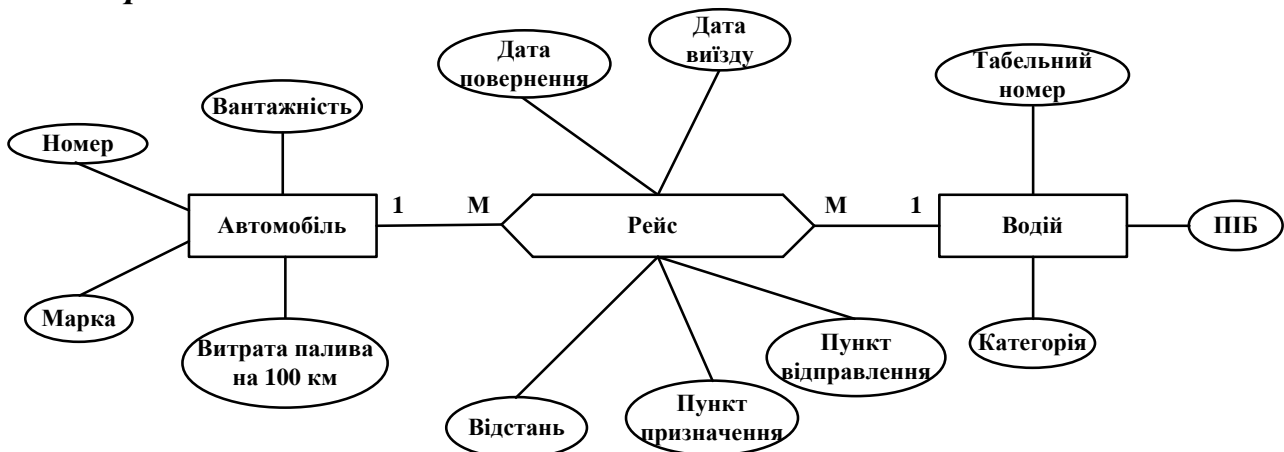 Дата
повернення
Дата
виїзду
Табельний
номер
Вантажність
Номер
Автомобіль
1
М
Рейс
М
1
Водій
ПІБ
Марка
Витрата палива
на 100 км
Відстань
Пункт
призначення
Пункт
відправлення
Категорія